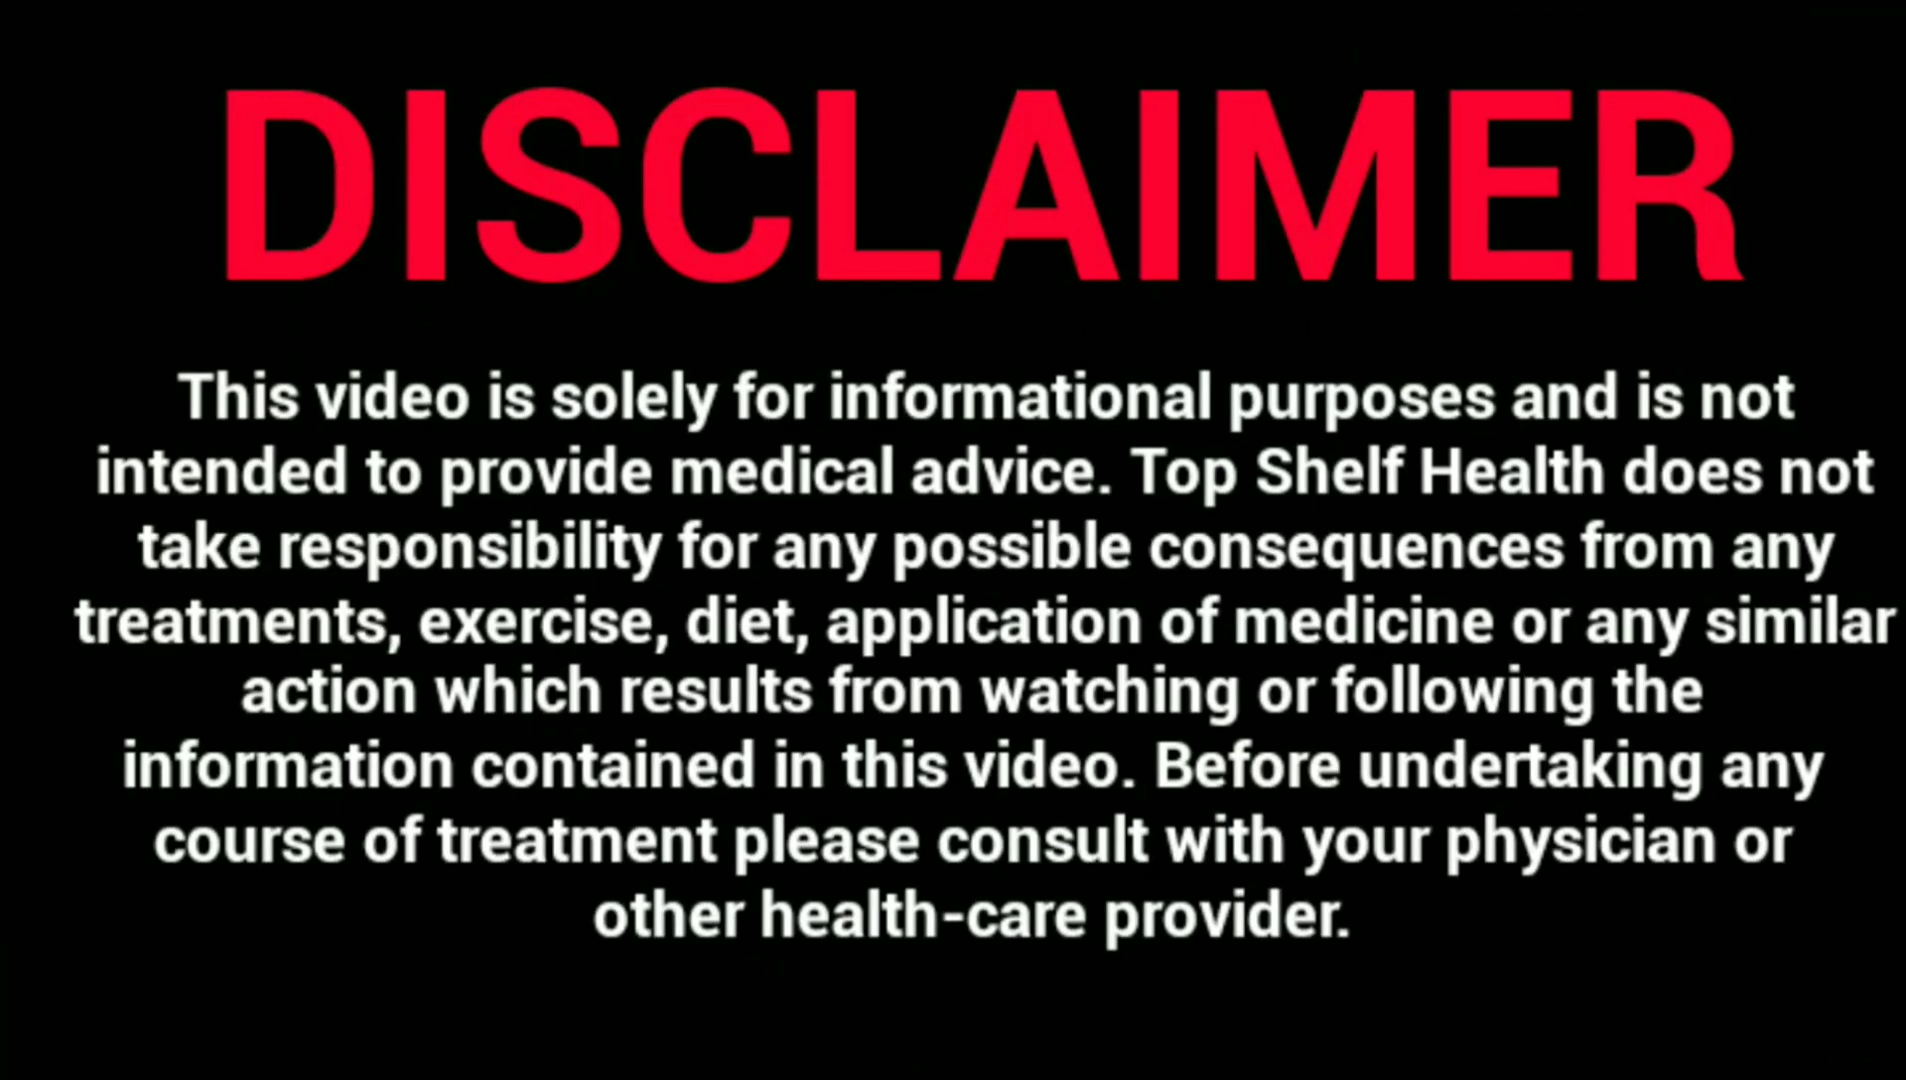 DISCLAIMER
This video is solely for informational purposes and is not
intended to provide medical advice. Top Shelf Health does not
take responsibility for any possible consequences from any
treatments, exercise, diet, application of medicine or any similar
action which results from watching or following the
information contained in this video. Before undertaking any
course of treatment please consult with your physician or
other health-care provider.